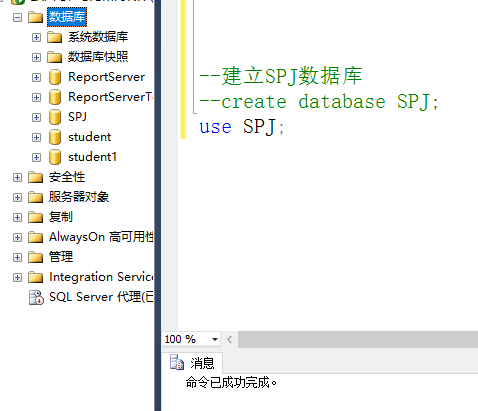 数据库
系统数据库
数据库快照
ReportServer
ReportServerTe
SPJ
student
student1
安全性
服务器对象
复制
AlwaysOn 高可用性
管理
Integration Service
SQL Server 代理(已
--建立SPJ数据库
--create database SPJ;
use SPJ;
100 %
消息
命令已成功完成。